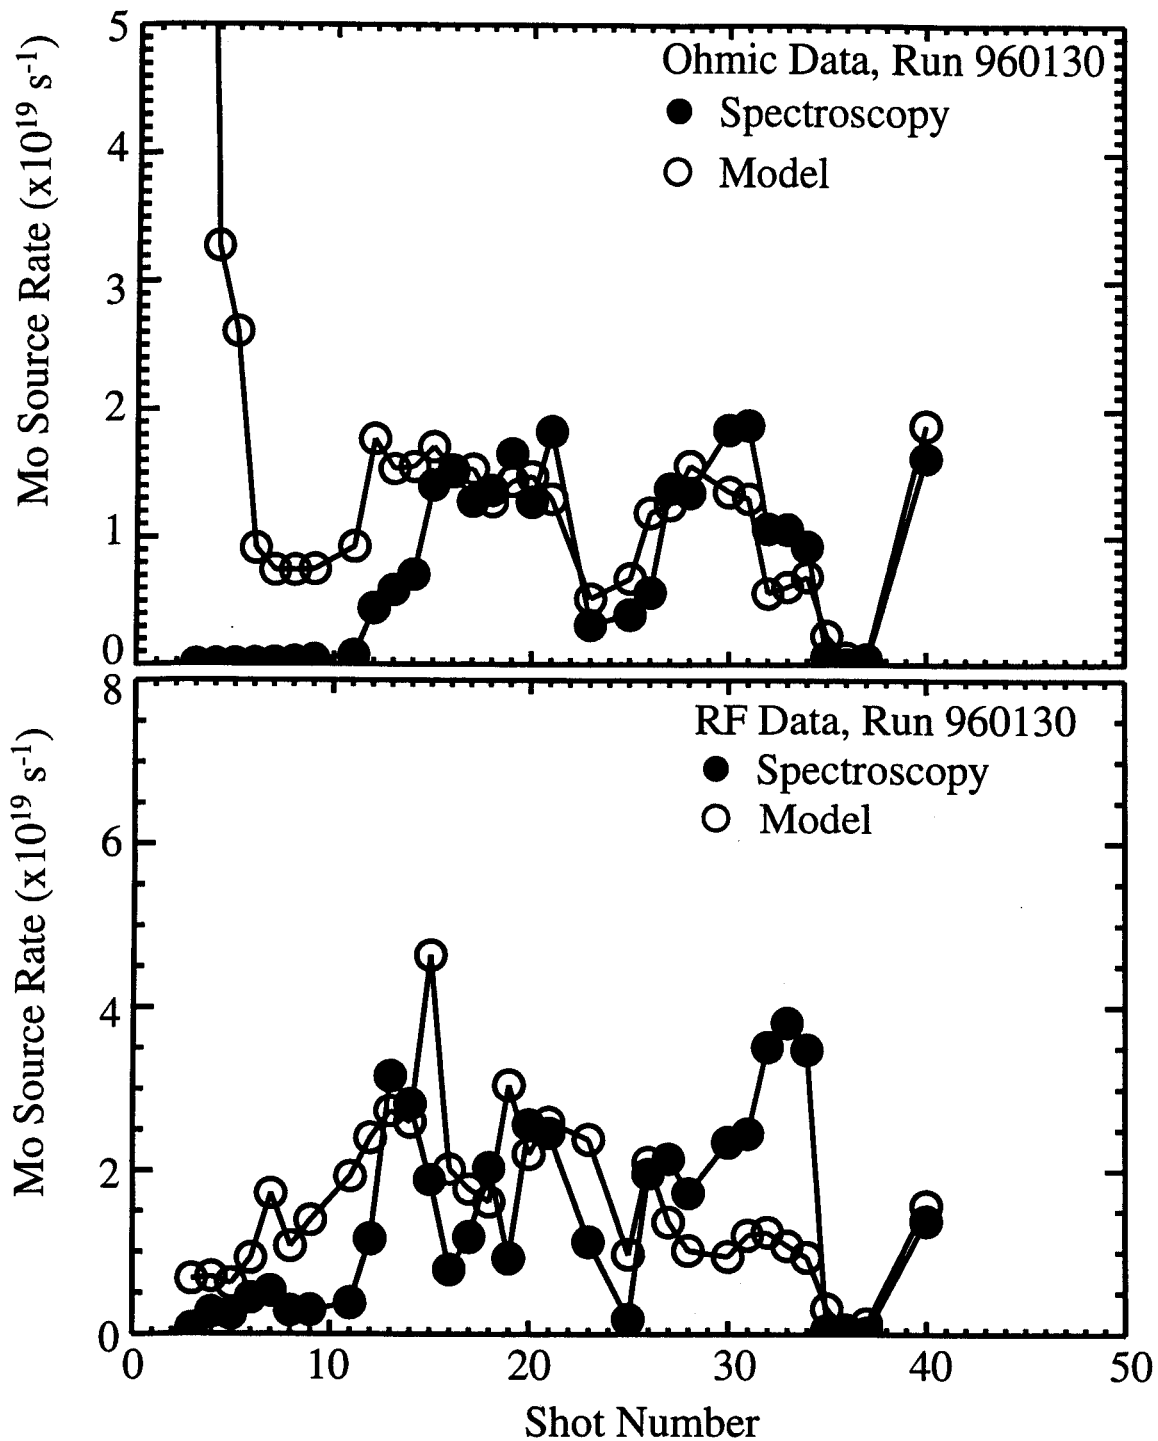 Mo Source Rate (x10¹⁹ s⁻¹)
5
4
3
2
1
0
Ohmic Data, Run 960130
Spectroscopy
Model
Mo Source Rate (x10¹⁹ s⁻¹)
8
6
4
2
0
RF Data, Run 960130
Spectroscopy
Model
0 10 20 30 40 50
Shot Number